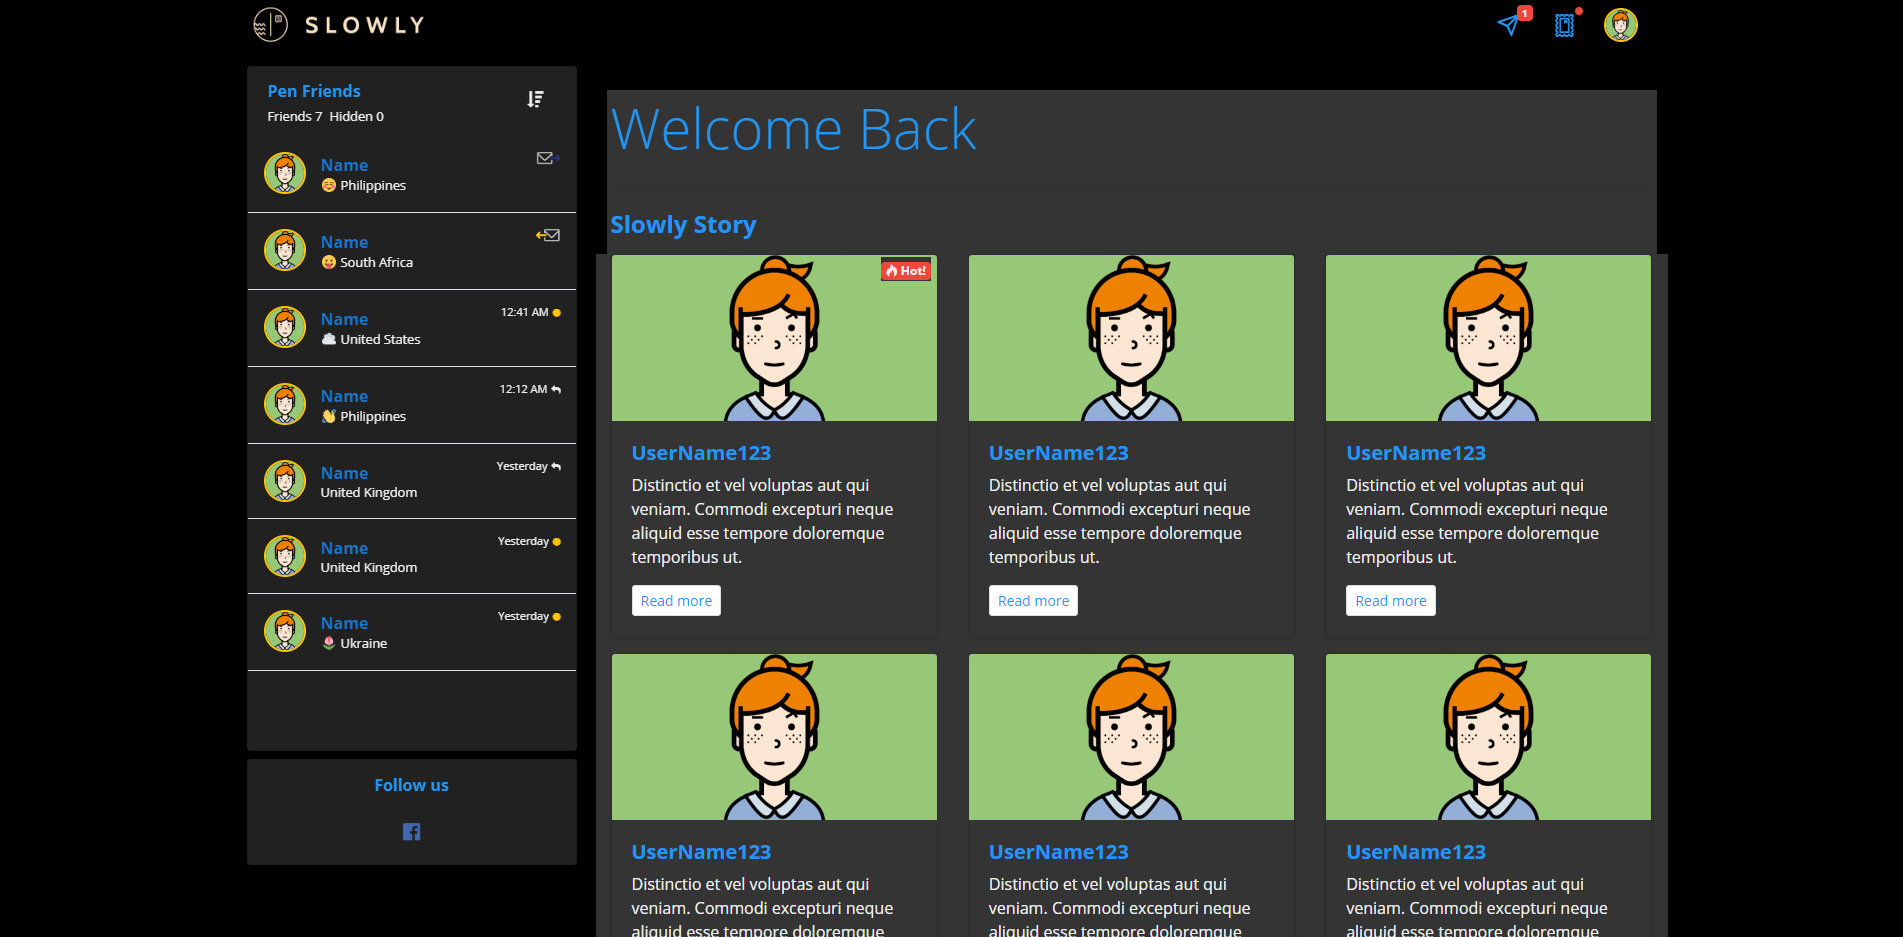 SLOWLY
1
Pen Friends
Friends 7 Hidden 0
Name
Philippines
Name
South Africa
Name
12:41 AM
United States
Name
12:12 AM
Philippines
Name
Yesterday
United Kingdom
Name
Yesterday
United Kingdom
Name
Yesterday
Ukraine
Follow us
Welcome Back
Slowly Story
Hot!
UserName123
Distinctio et vel voluptas aut qui
veniam. Commodi excepturi neque
aliquid esse tempore doloremque
temporibus ut.
Read more
UserName123
Distinctio et vel voluptas aut qui
veniam. Commodi excepturi neque
aliquid esse tempore doloremque
temporibus ut.
Read more
UserName123
Distinctio et vel voluptas aut qui
veniam. Commodi excepturi neque
aliquid esse tempore doloremque
temporibus ut.
Read more
UserName123
Distinctio et vel voluptas aut qui
veniam. Commodi excepturi neque
aliquid esse tempore doloremque
UserName123
Distinctio et vel voluptas aut qui
veniam. Commodi excepturi neque
aliquid esse tempore doloremque
UserName123
Distinctio et vel voluptas aut qui
veniam. Commodi excepturi neque
aliquid esse tempore doloremque